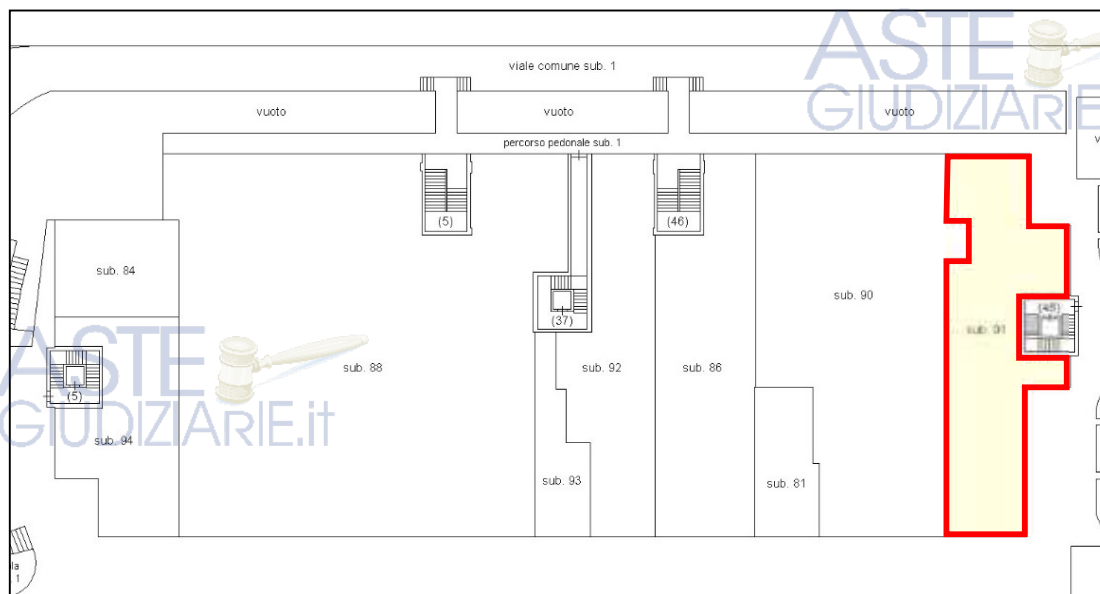 ASTE
GIUDIZIARIE
viale comune sub. 1
vuoto
vuoto
vuoto
percorso pedonale sub. 1
(5)
(46)
sub. 84
sub. 90
(45)
(37)
sub. 91
ASTE
GIUDIZIARIE.it
(5)
sub. 88
sub. 92
sub. 86
sub. 94
sub. 93
sub. 81
1